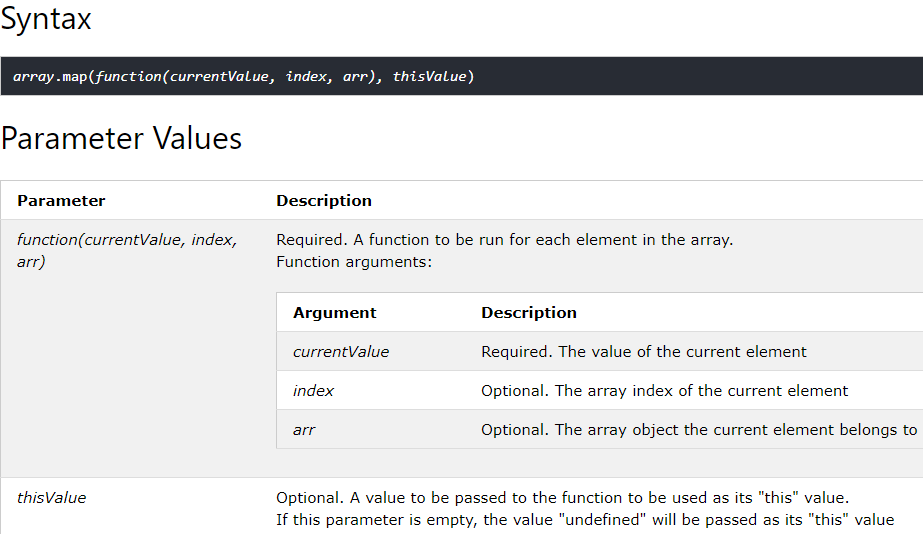 Syntax
array.map(function(currentValue, index, arr), thisValue)
Parameter Values
Parameter Description
function(currentValue, index, Required. A function to be run for each element in the array.
arr) Function arguments:
Argument Description
currentValue Required. The value of the current element
index Optional. The array index of the current element
arr Optional. The array object the current element belongs to
thisValue Optional. A value to be passed to the function to be used as its "this" value.
If this parameter is empty, the value "undefined" will be passed as its "this" value